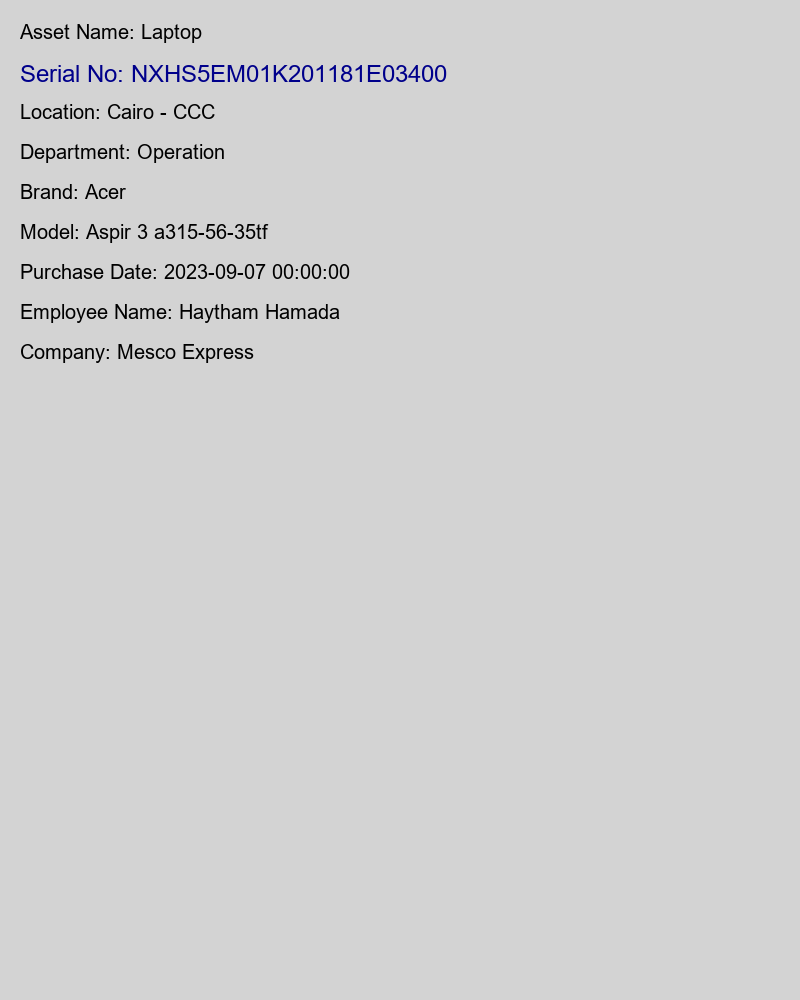 Asset Name: Laptop
Serial No: NXHS5EM01K201181E03400
Location: Cairo - CCC
Department: Operation
Brand: Acer
Model: Aspir 3 a315-56-35tf
Purchase Date: 2023-09-07 00:00:00
Employee Name: Haytham Hamada
Company: Mesco Express